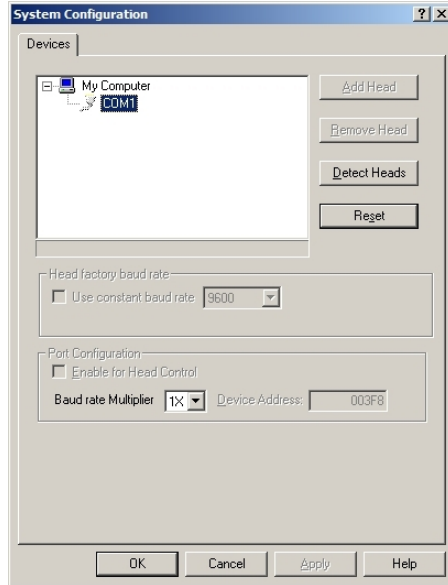 System Configuration
Devices
My Computer
COM1
Add Head
Remove Head
Detect Heads
Reset
Head factory baud rate
Use constant baud rate 9600
Port Configuration
Enable for Head Control
Baud rate Multiplier 1X Device Address: 003F8
OK Cancel Apply Help